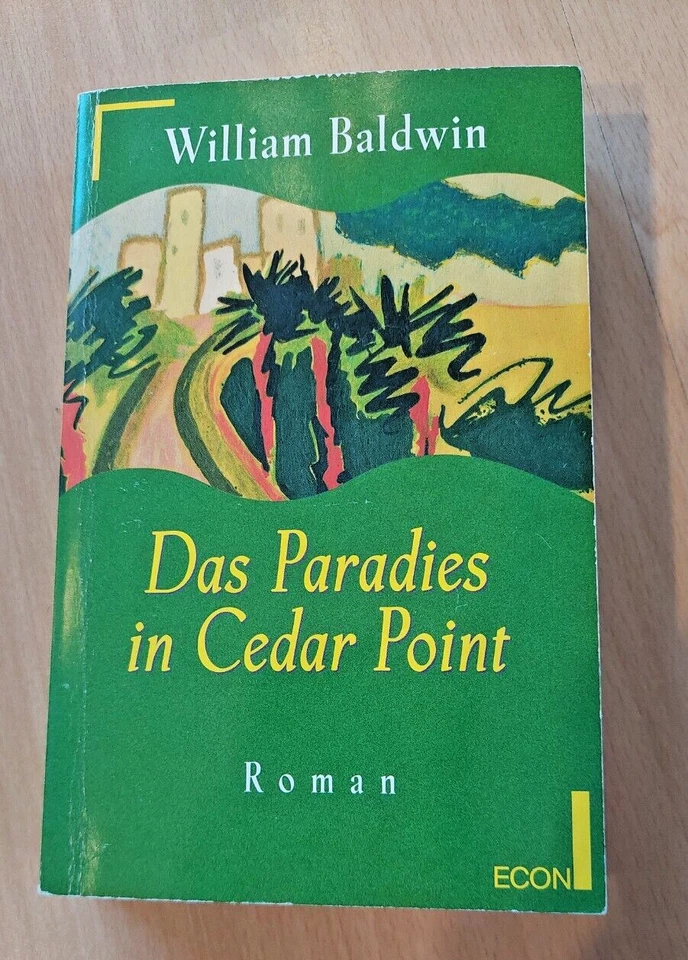 William Baldwin
Das Paradies
in Cedar Point
Roman
ECON